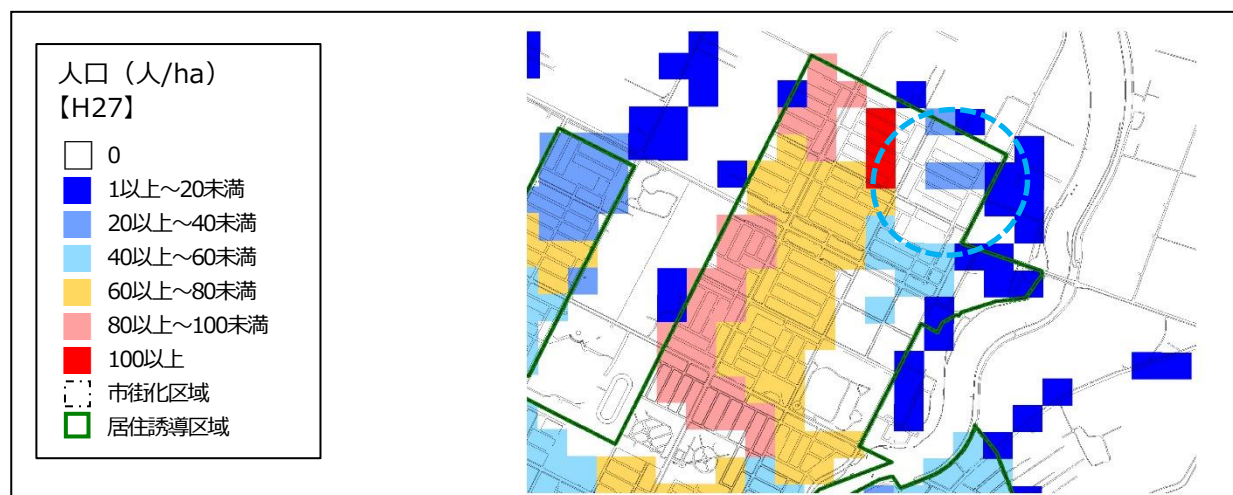 人口（人/ha）
【H27】
0
1以上～20未満
20以上～40未満
40以上～60未満
60以上～80未満
80以上～100未満
100以上
市街化区域
居住誘導区域